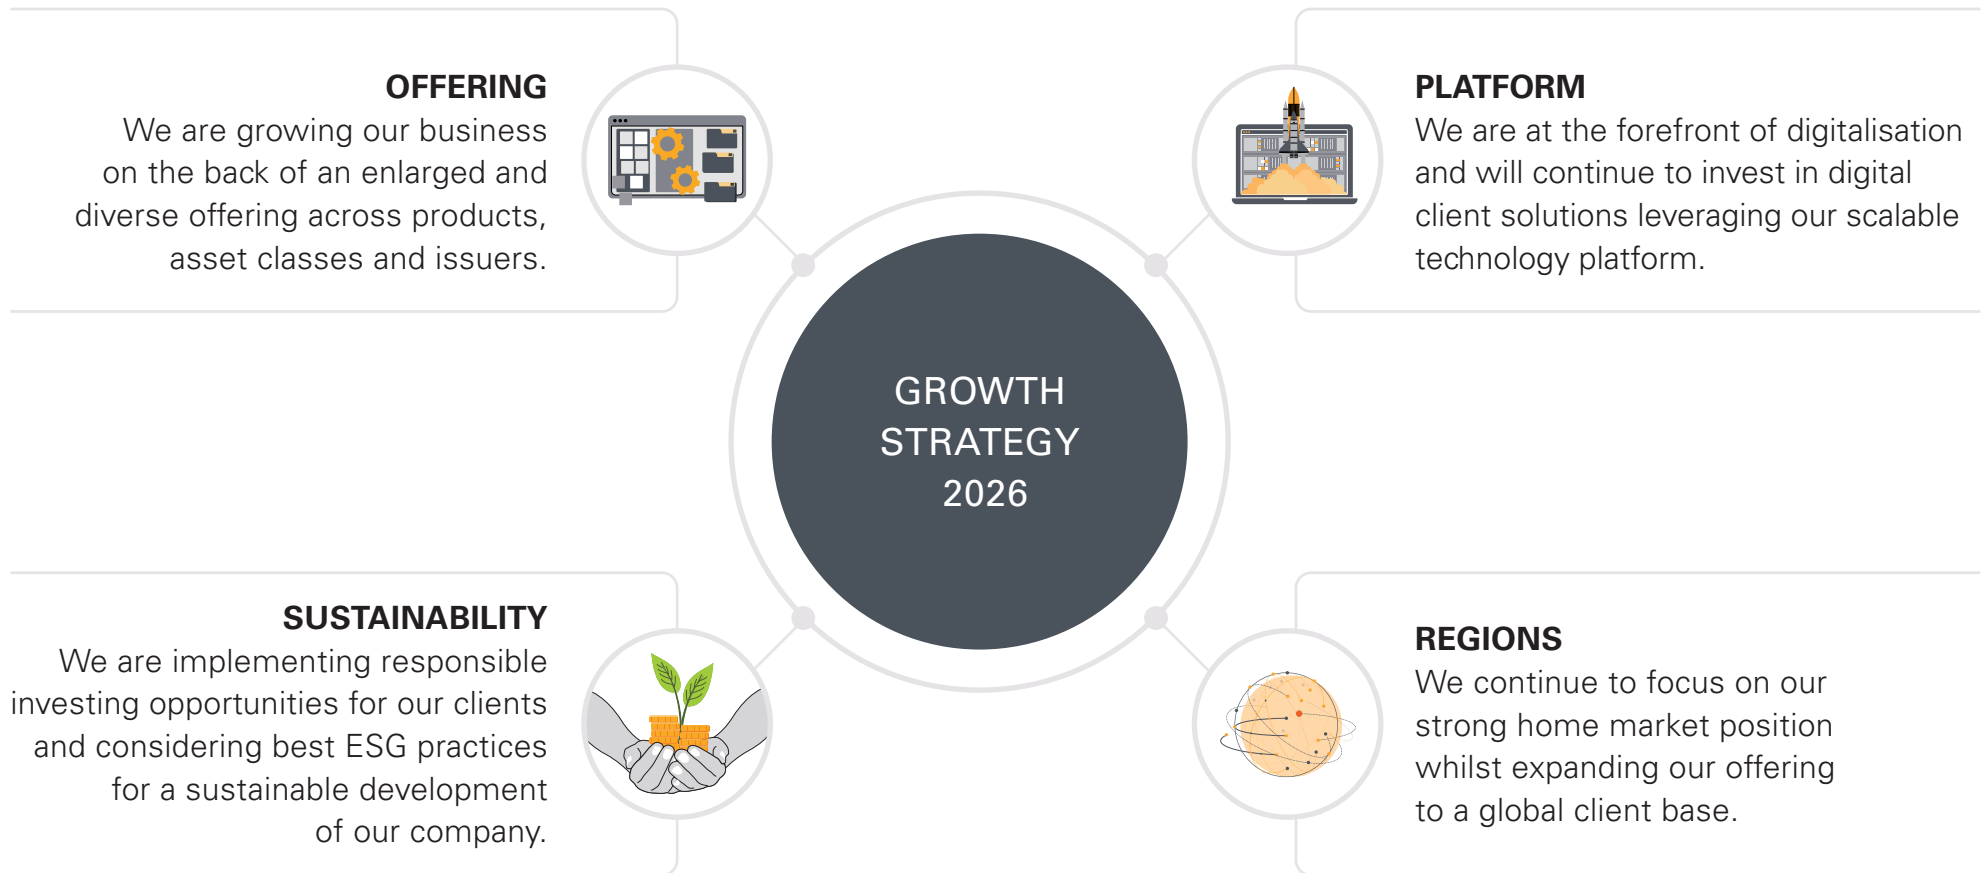 OFFERING
We are growing our business
on the back of an enlarged and
diverse offering across products,
asset classes and issuers.
PLATFORM
We are at the forefront of digitalisation
and will continue to invest in digital
client solutions leveraging our scalable
technology platform.
GROWTH
STRATEGY
2026
SUSTAINABILITY
We are implementing responsible
investing opportunities for our clients
and considering best ESG practices
for a sustainable development
of our company.
REGIONS
We continue to focus on our
strong home market position
whilst expanding our offering
to a global client base.